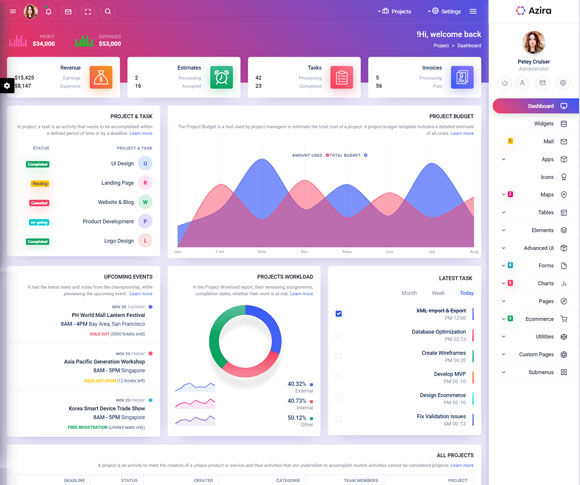 Projects
Settings
Azira
PROFIT
$34,000
EXPENSES
$53,000
!Hi, welcome back
Project > Dashboard
Petey Cruiser
Administrator
Revenue
$15,425 Earnings
$8,147 Expensive
Estimates
2 Processing
16 Accepted
Tasks
42 Processing
23 Completed
Invoices
5 Processing
56 Paid
Dashboard
Widgets
Mail
Apps
Icons
Maps
Tables
Elements
Advanced UI
Forms
Charts
Pages
Ecommerce
Utilities
Custom Pages
Submenus
PROJECT & TASK
In project, a task is an activity that needs to be accomplished within
a defined period of time or by a deadline. Learn more
STATUS PROJECT & TASK
Completed UI Design U
Pending Landing Page R
Canceled Website & Blog W
on-going Product Development P
Completed Logo Design L
PROJECT BUDGET
The Project Budget is a tool used by project managers to estimate the total cost of a project. A project budget template includes a detailed estimate
of all costs. Learn more
AMOUNT USED TOTAL BUDGET
Jan Feb Mar Apr May Jun Jul Aug
UPCOMING EVENTS
It had the latest news and notes from the championship, while
previewing the upcoming event. Learn more
NOV 20 TUESDAY
PH World Mall Lantern Festival
8AM - 4PM Bay Area, San Francisco
SOLD OUT (3000 tickets sold)
NOV 23 FRIDAY
Asia Pacific Generation Workshop
8AM - 5PM Singapore
SOLD OUT SOON (12 tickets left)
NOV 23 FRIDAY
Korea Smart Device Trade Show
8AM - 5PM Singapore
FREE REGISTRATION (Limited seats only)
PROJECTS WORKLOAD
In the Project Workload report, their remaining assignments,
completion dates, whether their work is at risk. Learn more
40.32%
External
40.73%
Internal
50.12%
Other
LATEST TASK
Month Week Today
XML Import & Export
PM 12:00
Database Optimization
PM 02:13
Create Wireframes
PM 06:20
Develop MVP
PM 00:10
Design Ecommerce
PM 00:10
Fix Validation Issues
AM 00:10
ALL PROJECTS
A project is an activity to meet the creation of a unique product or service and thus activities that are undertaken to accomplish routine activities cannot be considered projects. Learn more
DEADLINE STATUS CREATED CATEGORIE TEAM MEMBERS PROJECT